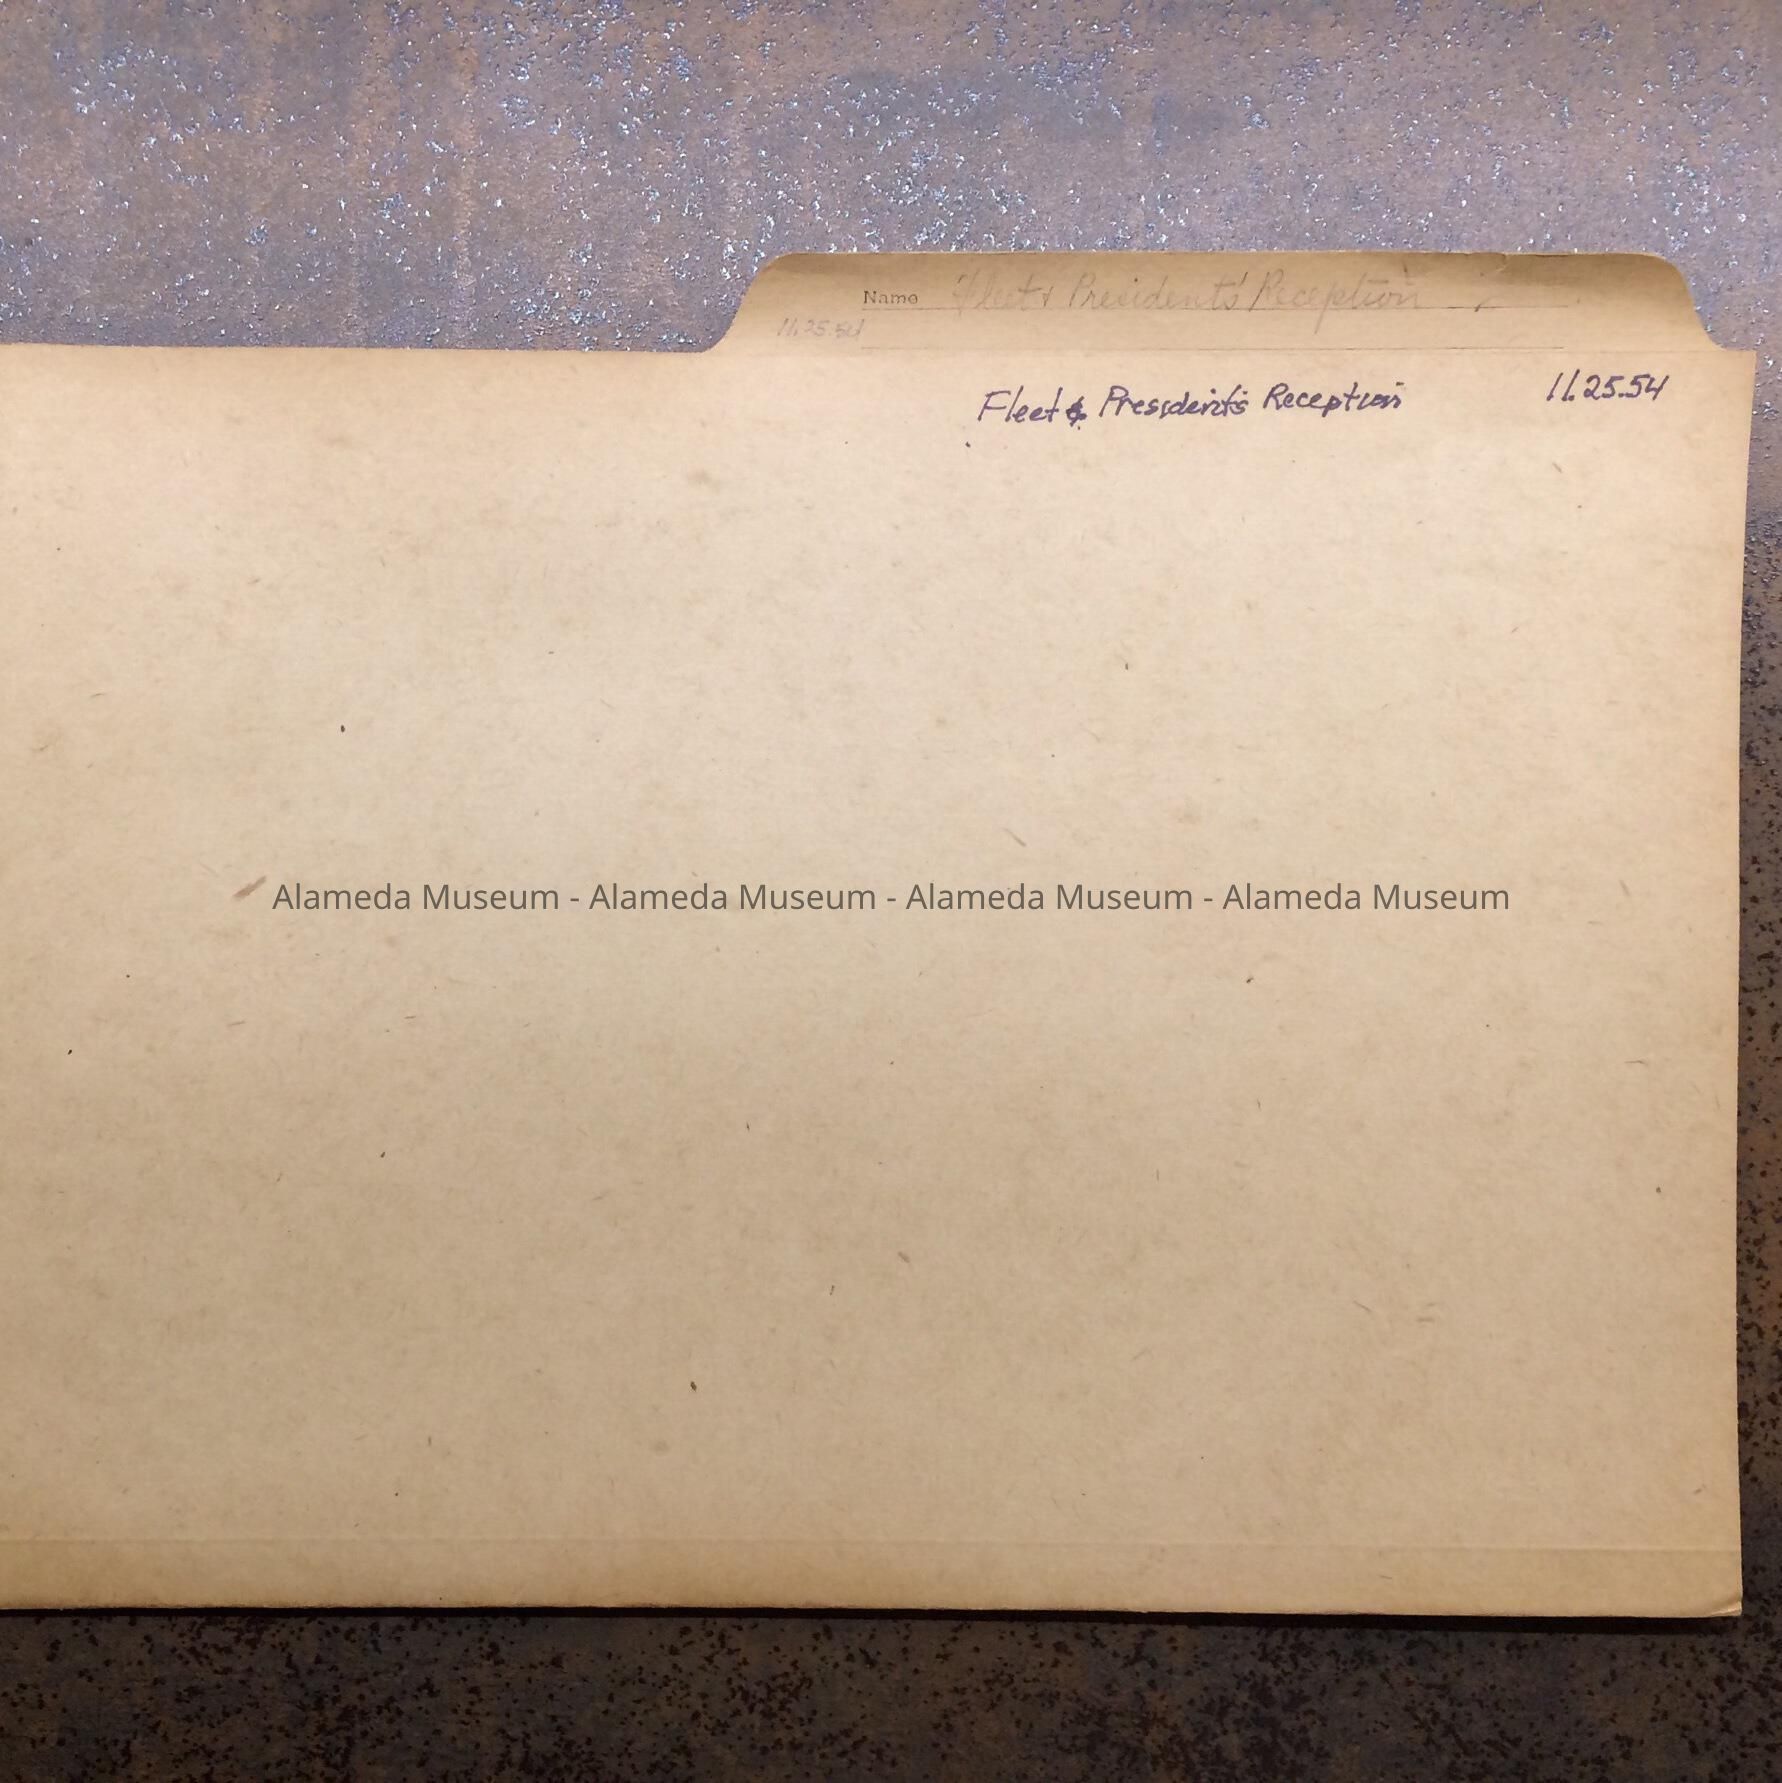 Name Fleet & Presidents' Reception
11.25.54
Fleet & President's Reception 11.25.54
Alameda Museum - Alameda Museum - Alameda Museum - Alameda Museum